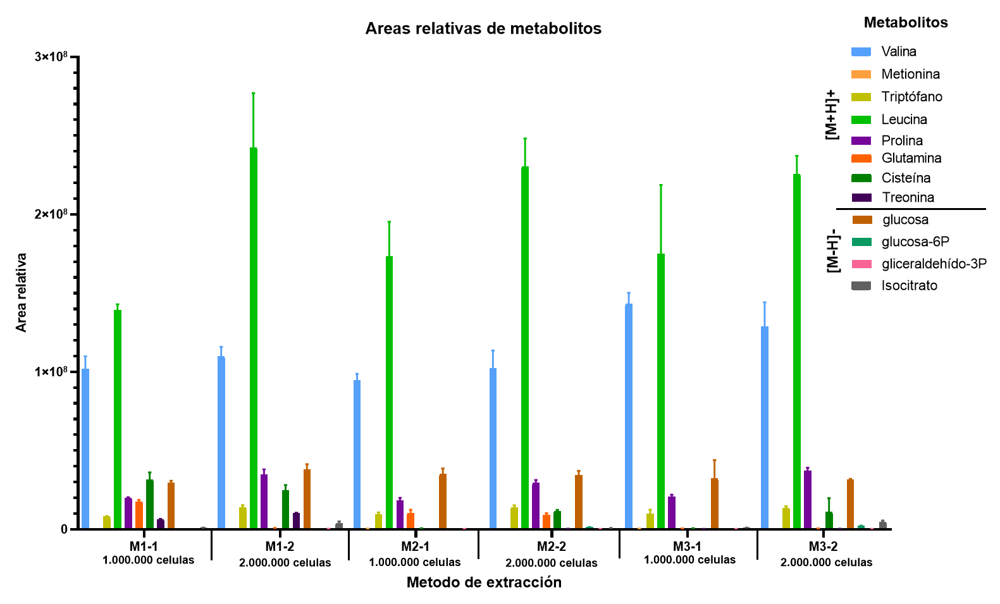 Areas relativas de metabolitos
Metabolitos
Valina
Metionina
Triptófano
Leucina
Prolina
Glutamina
Cisteína
Treonina
glucosa
glucosa-6P
gliceraldehído-3P
Isocitrato
[M+H]+
[M-H]-
Area relativa
3×10⁸
2×10⁸
1×10⁸
0
M1-1
1.000.000 celulas
M1-2
2.000.000 celulas
M2-1
1.000.000 celulas
M2-2
2.000.000 celulas
M3-1
1.000.000 celulas
M3-2
2.000.000 celulas
Metodo de extracción